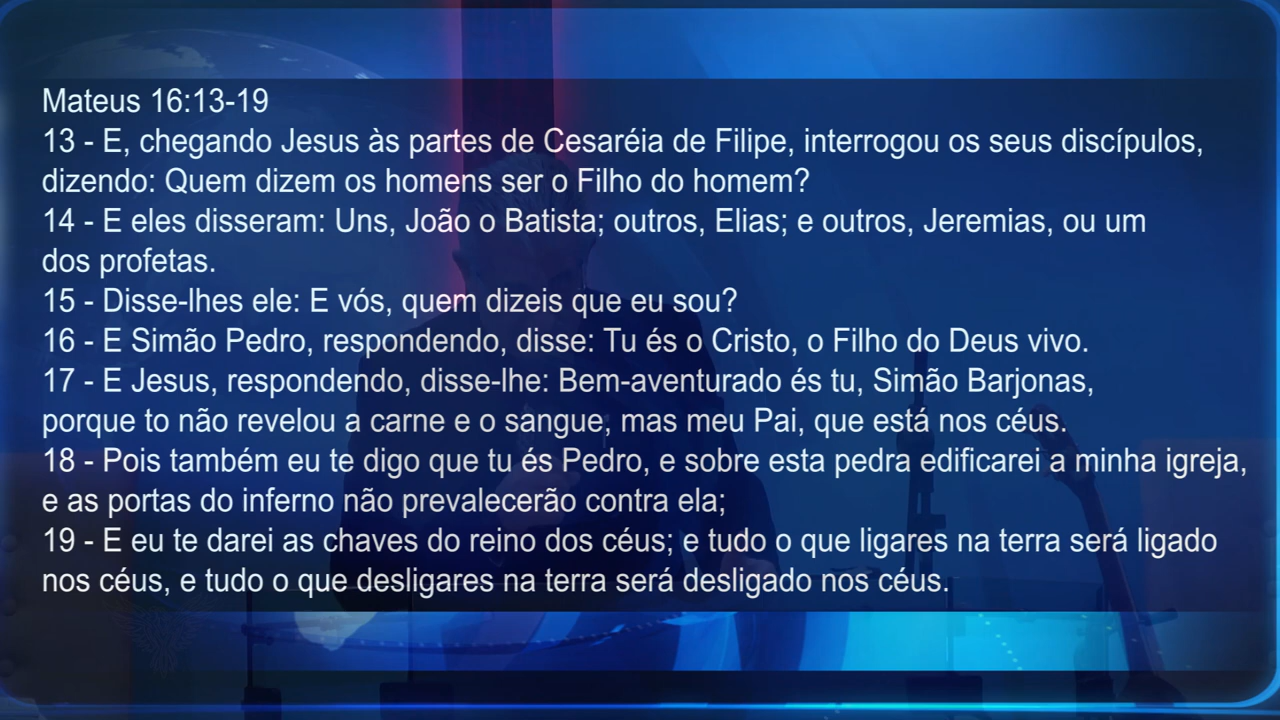 Mateus 16:13-19
13 - E, chegando Jesus às partes de Cesaréia de Filipe, interrogou os seus discípulos,
dizendo: Quem dizem os homens ser o Filho do homem?
14 - E eles disseram: Uns, João o Batista; outros, Elias; e outros, Jeremias, ou um
dos profetas.
15 - Disse-lhes ele: E vós, quem dizeis que eu sou?
16 - E Simão Pedro, respondendo, disse: Tu és o Cristo, o Filho do Deus vivo.
17 - E Jesus, respondendo, disse-lhe: Bem-aventurado és tu, Simão Barjonas,
porque to não revelou a carne e o sangue, mas meu Pai, que está nos céus.
18 - Pois também eu te digo que tu és Pedro, e sobre esta pedra edificarei a minha igreja,
e as portas do inferno não prevalecerão contra ela;
19 - E eu te darei as chaves do reino dos céus; e tudo o que ligares na terra será ligado
nos céus, e tudo o que desligares na terra será desligado nos céus.